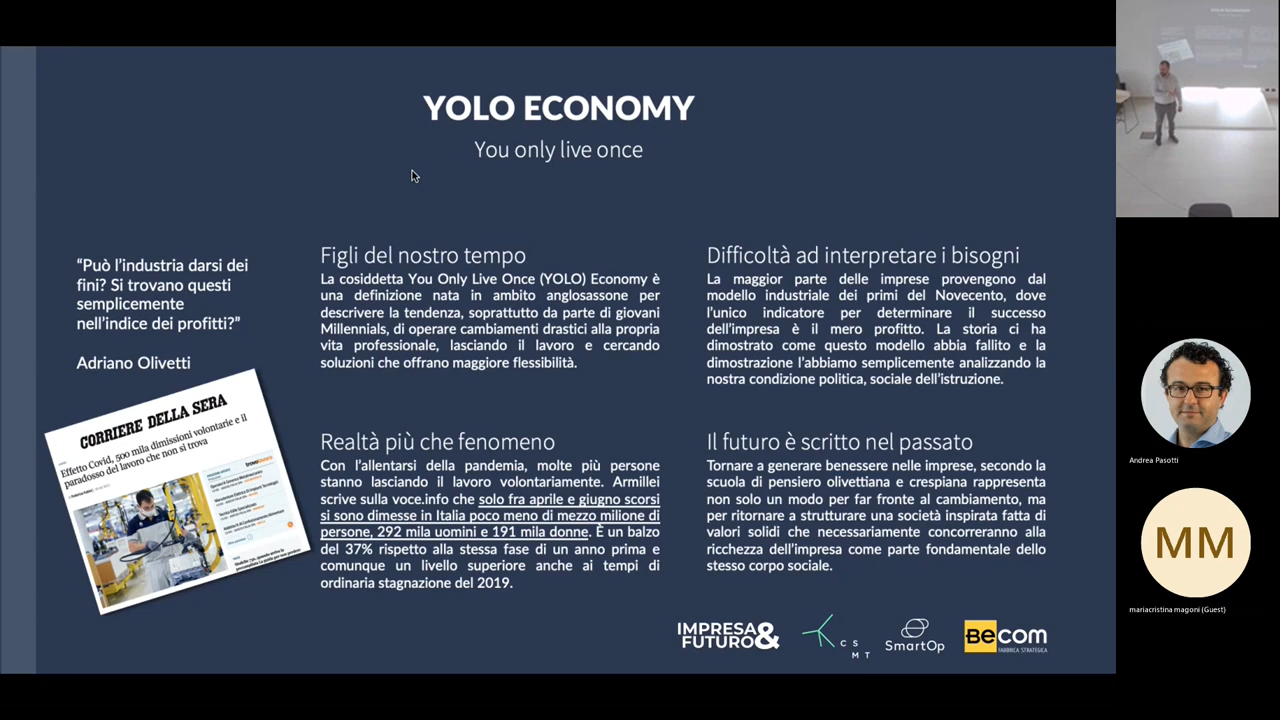 YOLO ECONOMY
You only live once
“Può l’industria darsi dei
fini? Si trovano questi
semplicemente
nell’indice dei profitti?”
Adriano Olivetti
CORRIERE DELLA SERA
Effetto Covid, 500 mila dimissioni volontarie e il
paradosso del lavoro che non si trova
Figli del nostro tempo
La cosiddetta You Only Live Once (YOLO) Economy è
una definizione nata in ambito anglosassone per
descrivere la tendenza, soprattutto da parte di giovani
Millennials, di operare cambiamenti drastici alla propria
vita professionale, lasciando il lavoro e cercando
soluzioni che offrano maggiore flessibilità.
Difficoltà ad interpretare i bisogni
La maggior parte delle imprese provengono dal
modello industriale dei primi del Novecento, dove
l’unico indicatore per determinare il successo
dell’impresa è il mero profitto. La storia ci ha
dimostrato come questo modello abbia fallito e la
dimostrazione l’abbiamo semplicemente analizzando la
nostra condizione politica, sociale dell’istruzione.
Realtà più che fenomeno
Con l’allentarsi della pandemia, molte più persone
stanno lasciando il lavoro volontariamente. Armillei
scrive sulla voce.info che solo fra aprile e giugno scorsi
si sono dimesse in Italia poco meno di mezzo milione di
persone, 292 mila uomini e 191 mila donne. È un balzo
del 37% rispetto alla stessa fase di un anno prima e
comunque un livello superiore anche ai tempi di
ordinaria stagnazione del 2019.
Il futuro è scritto nel passato
Tornare a generare benessere nelle imprese, secondo la
scuola di pensiero olivettiana e crespiana rappresenta
non solo un modo per far fronte al cambiamento, ma
per ritornare a strutturare una società inspirata fatta di
valori solidi che necessariamente concorreranno alla
ricchezza dell’impresa come parte fondamentale dello
stesso corpo sociale.
IMPRESA &
FUTURO
C S
M T
SmartOp
Becom
FABBRICA STRATEGICA
Andrea Pasotti
MM
mariacristina magoni (Guest)